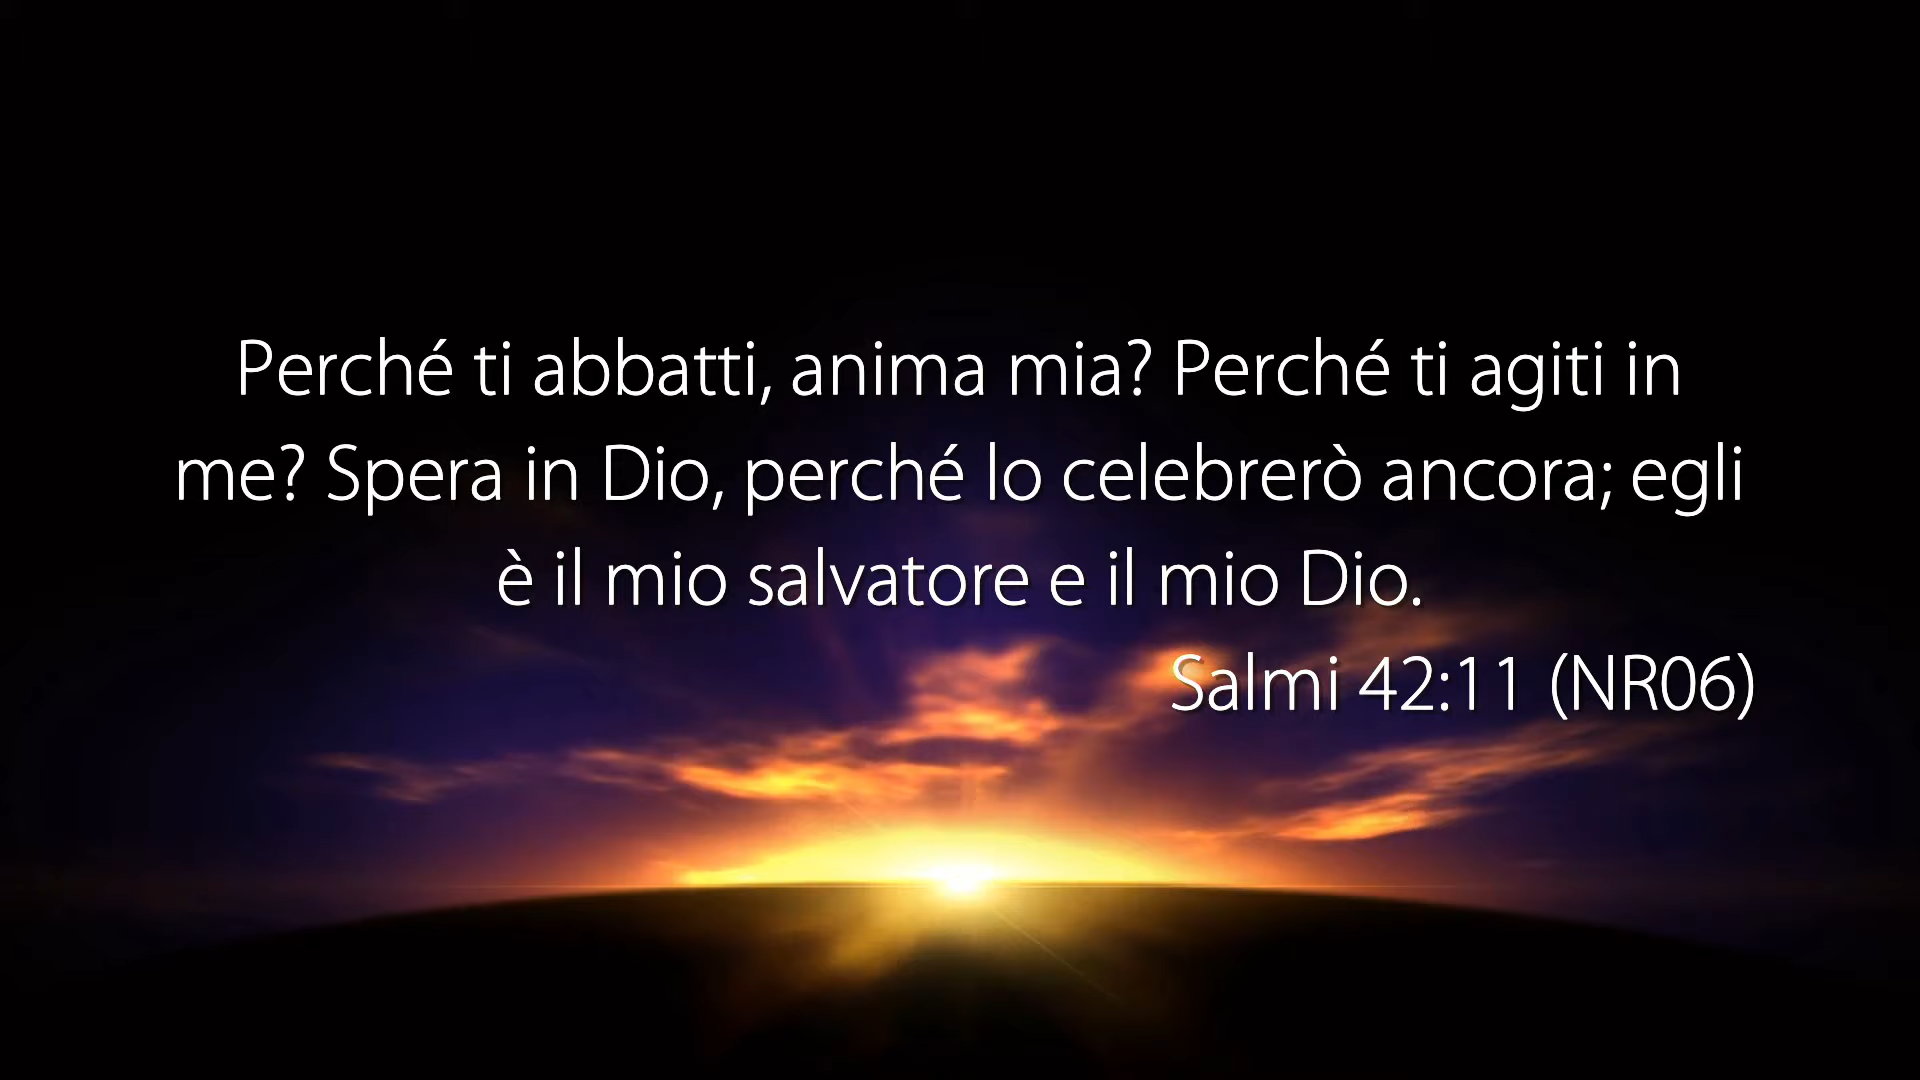 Perché ti abbatti, anima mia? Perché ti agiti in
me? Spera in Dio, perché lo celebrerò ancora; egli
è il mio salvatore e il mio Dio.
Salmi 42:11 (NR06)